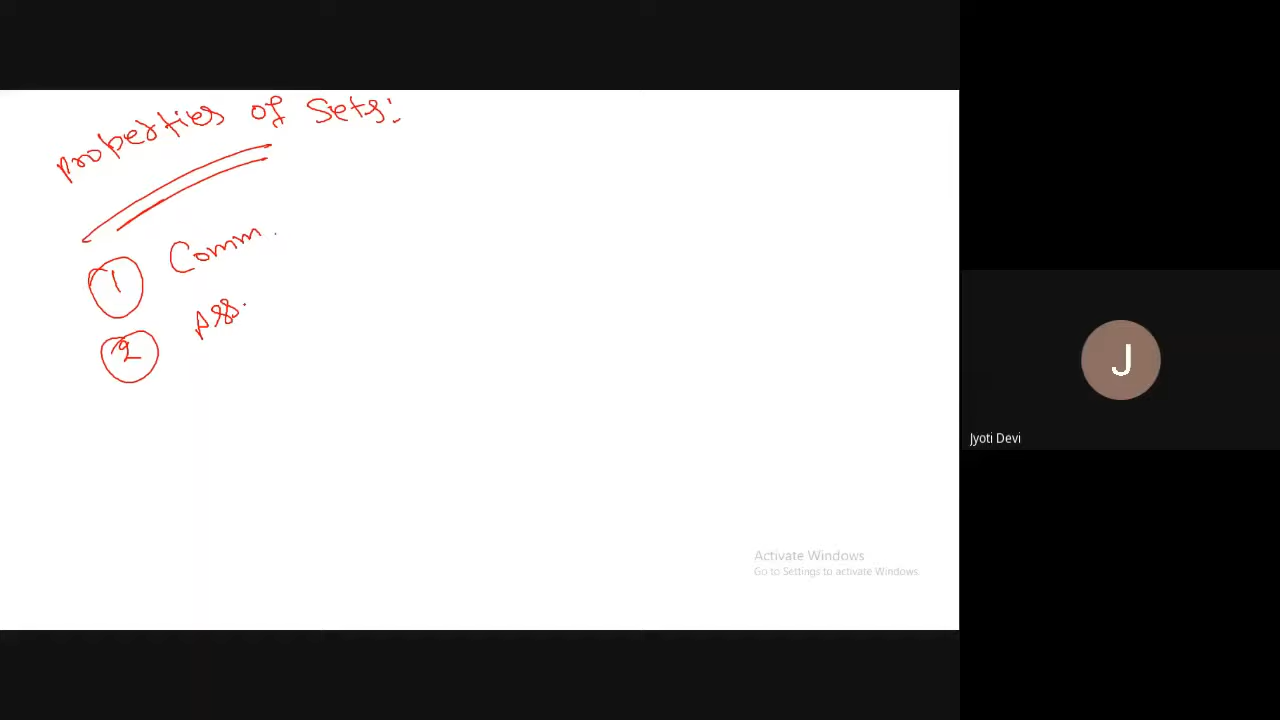 properties of Sets:
1 Comm.
2 Ass.
Activate Windows
Go to Settings to activate Windows.
J
Jyoti Devi